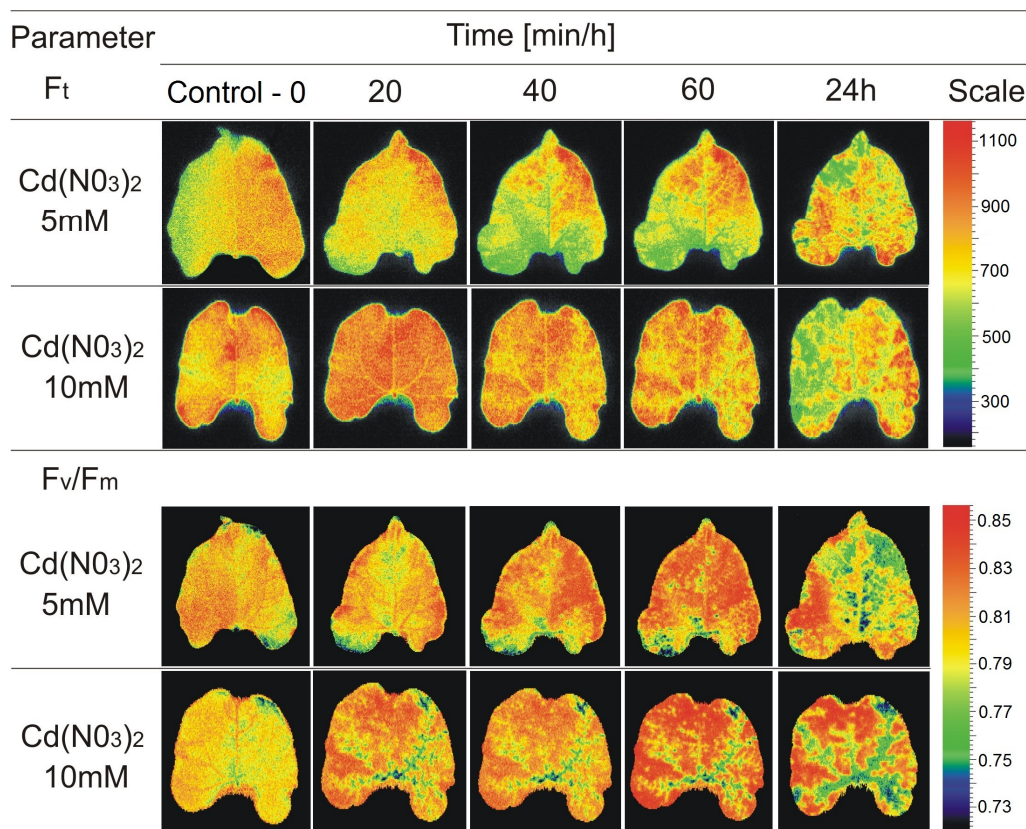 Parameter Time [min/h]
Ft Control - 0 20 40 60 24h Scale
Cd(N03)2
5mM
1100
900
700
500
300
Cd(N03)2
10mM
Fv/Fm
Cd(N03)2
5mM
0.85
0.83
0.81
0.79
0.77
0.75
0.73
Cd(N03)2
10mM